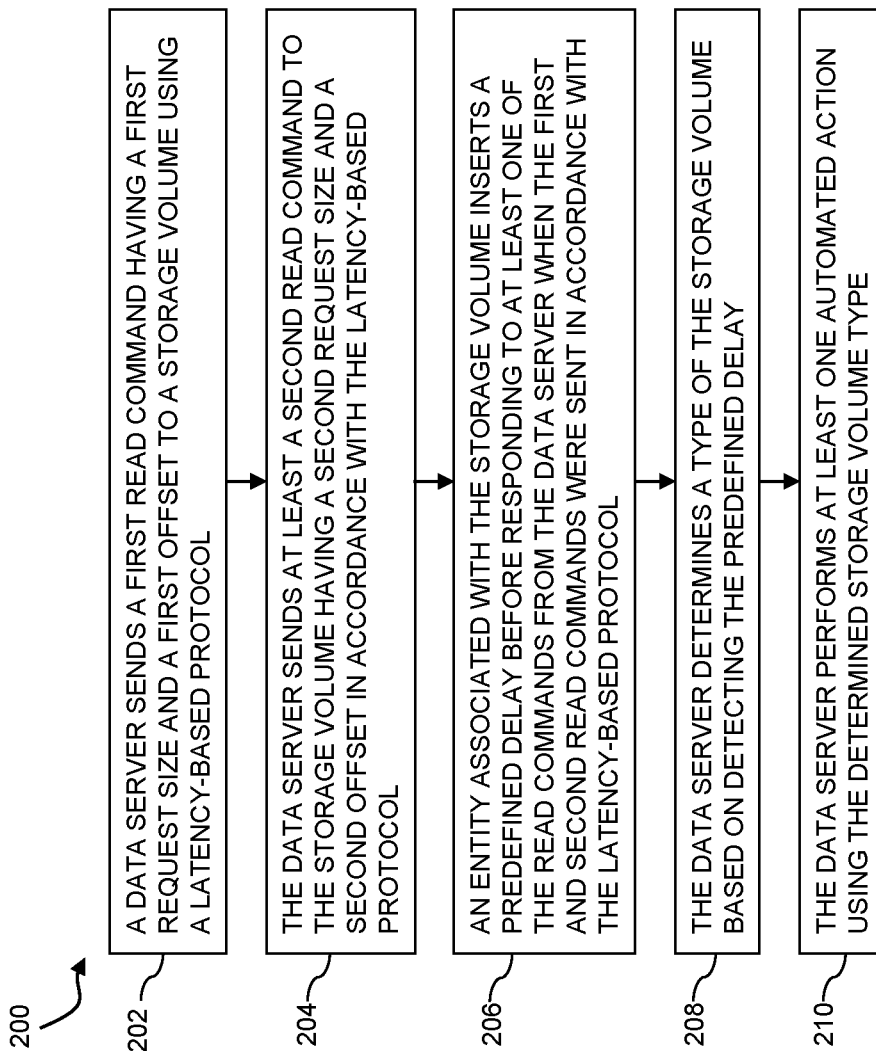 200
202
A DATA SERVER SENDS A FIRST READ COMMAND HAVING A FIRST
REQUEST SIZE AND A FIRST OFFSET TO A STORAGE VOLUME USING
A LATENCY-BASED PROTOCOL
204
THE DATA SERVER SENDS AT LEAST A SECOND READ COMMAND TO
THE STORAGE VOLUME HAVING A SECOND REQUEST SIZE AND A
SECOND OFFSET IN ACCORDANCE WITH THE LATENCY-BASED
PROTOCOL
206
AN ENTITY ASSOCIATED WITH THE STORAGE VOLUME INSERTS A
PREDEFINED DELAY BEFORE RESPONDING TO AT LEAST ONE OF
THE READ COMMANDS FROM THE DATA SERVER WHEN THE FIRST
AND SECOND READ COMMANDS WERE SENT IN ACCORDANCE WITH
THE LATENCY-BASED PROTOCOL
208
THE DATA SERVER DETERMINES A TYPE OF THE STORAGE VOLUME
BASED ON DETECTING THE PREDEFINED DELAY
210
THE DATA SERVER PERFORMS AT LEAST ONE AUTOMATED ACTION
USING THE DETERMINED STORAGE VOLUME TYPE